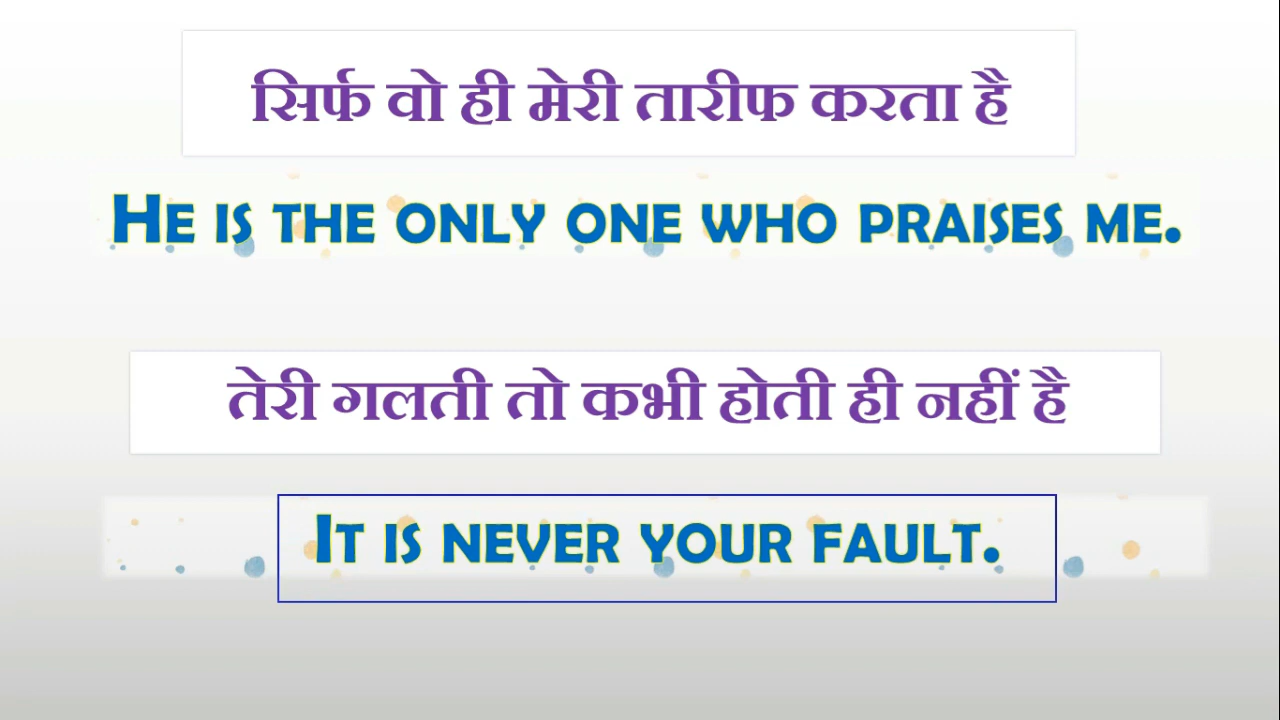 सिर्फ वो ही मेरी तारीफ करता है
He is the only one who praises me.
तेरी गलती तो कभी होती ही नहीं है
It is never your fault.